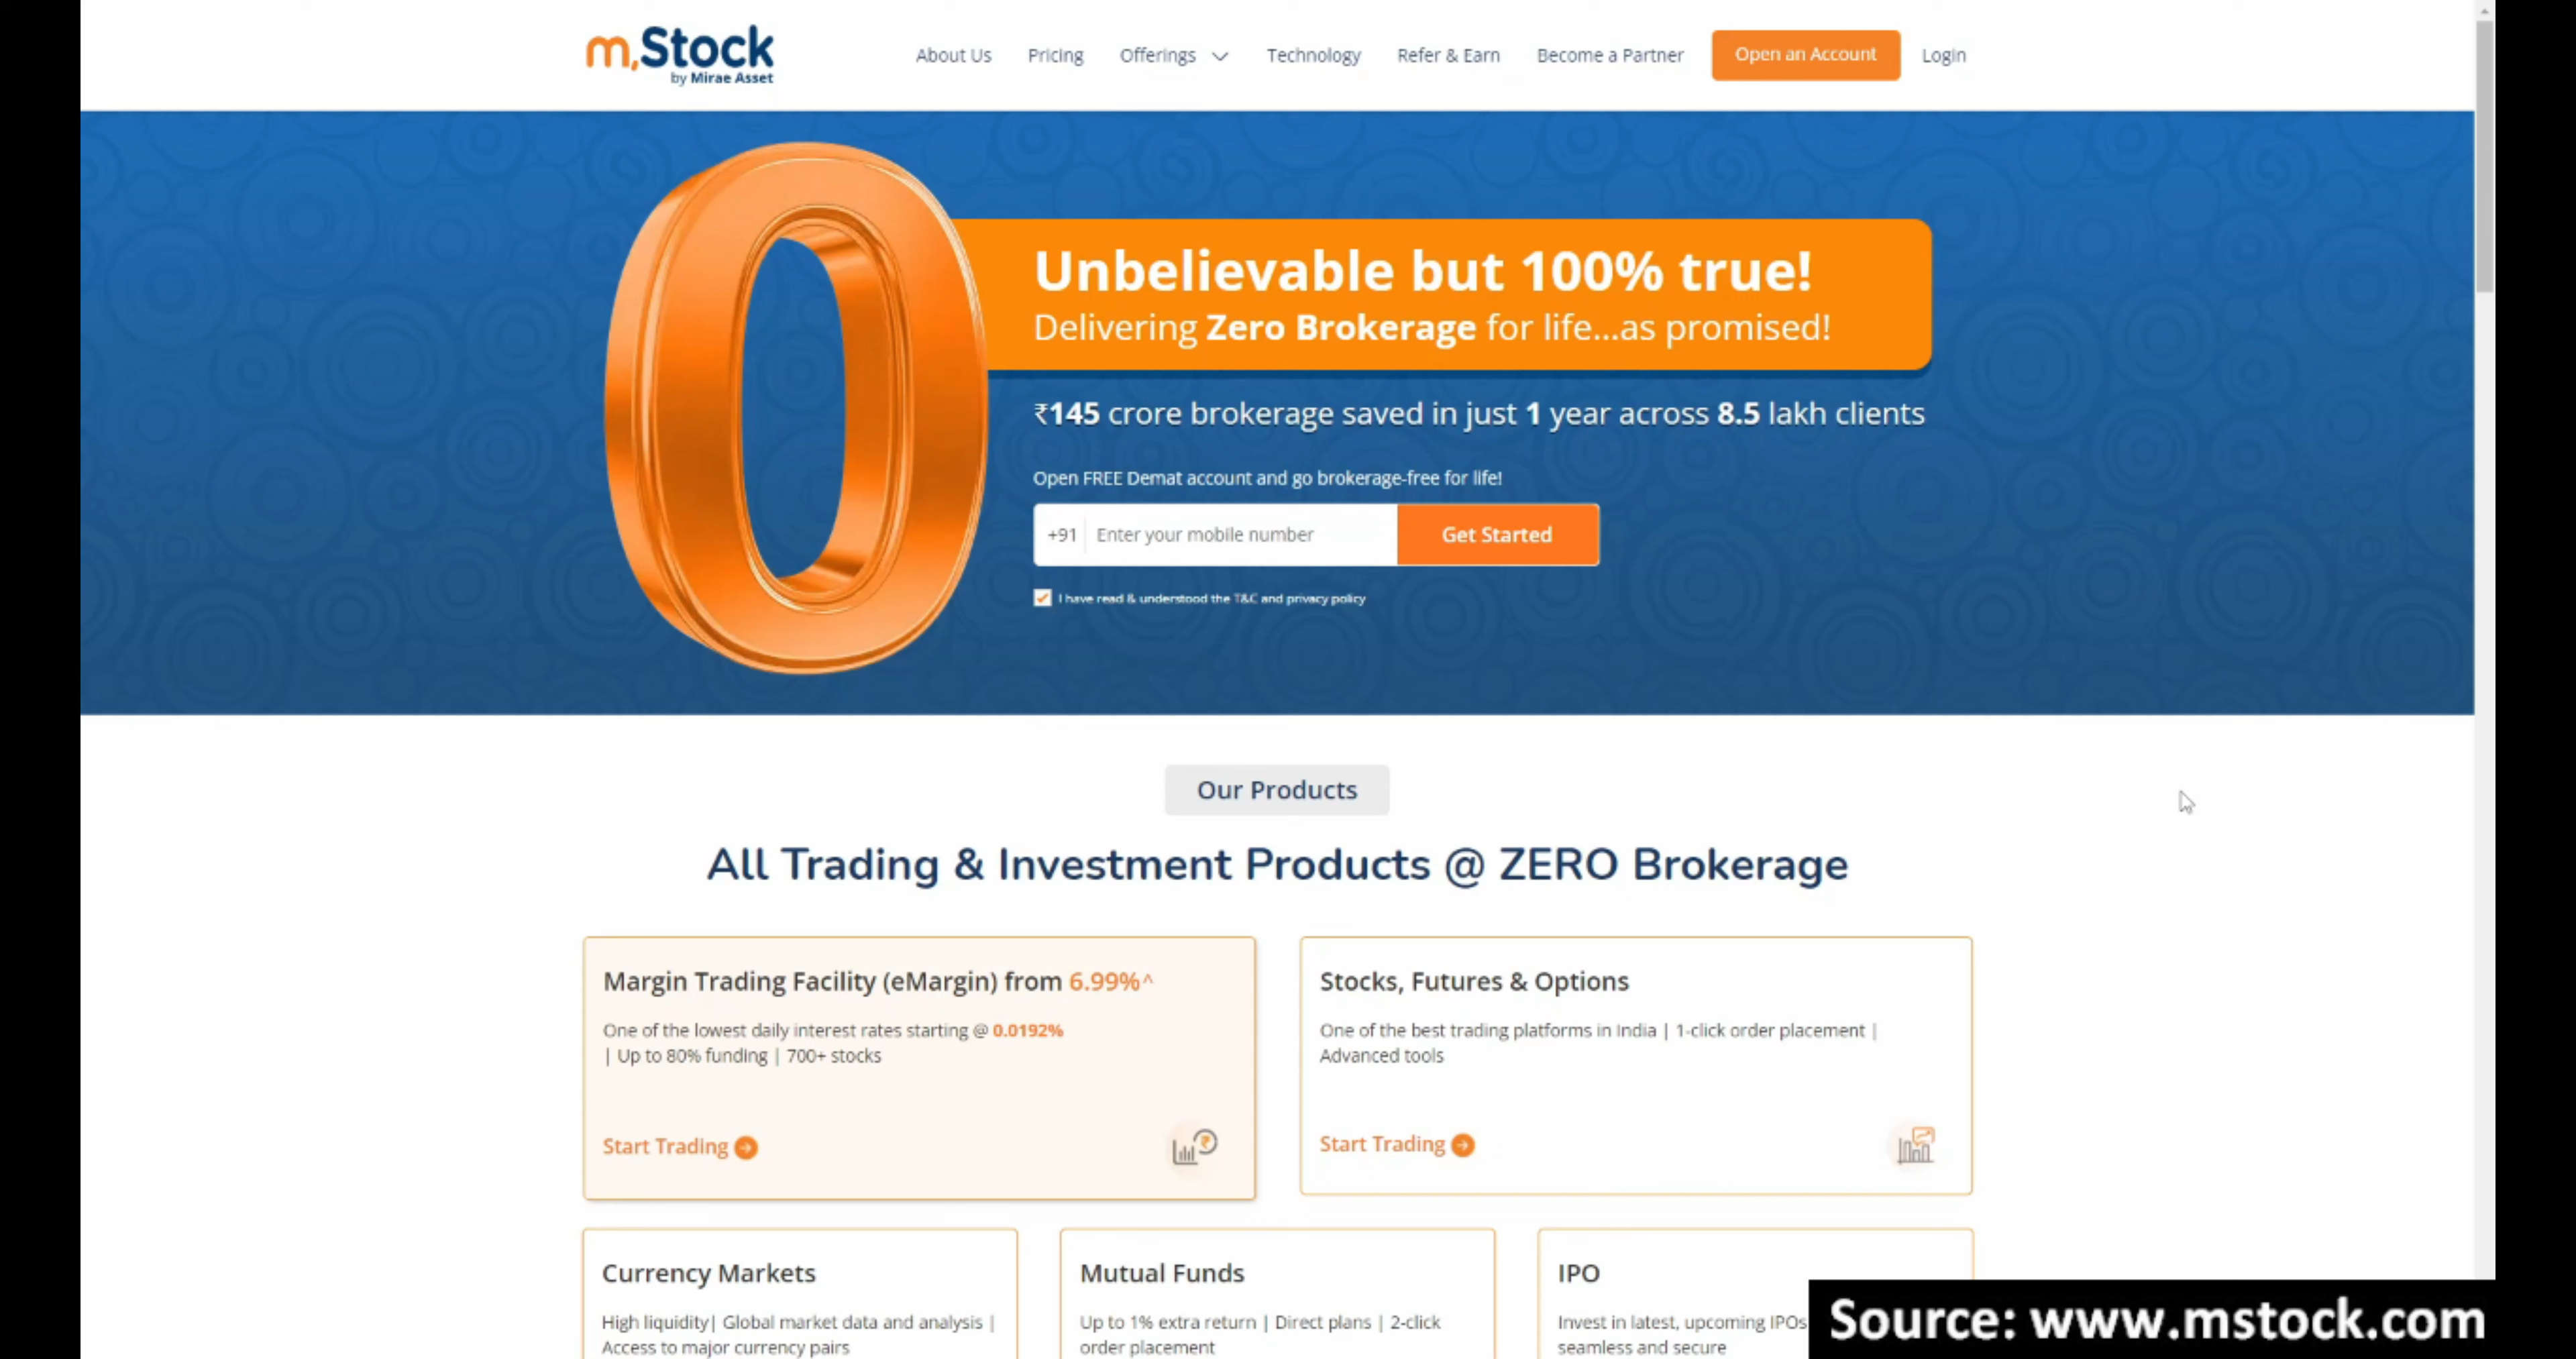 m.Stock
by Mirae Asset
About Us Pricing Offerings Technology Refer & Earn Become a Partner Open an Account Login
0
Unbelievable but 100% true!
Delivering Zero Brokerage for life...as promised!
₹145 crore brokerage saved in just 1 year across 8.5 lakh clients
Open FREE Demat account and go brokerage-free for life!
+91 Enter your mobile number Get Started
I have read & understood the T&C and privacy policy
Our Products
All Trading & Investment Products @ ZERO Brokerage
Margin Trading Facility (eMargin) from 6.99%^
One of the lowest daily interest rates starting @ 0.0192%
| Up to 80% funding | 700+ stocks
Start Trading
Stocks, Futures & Options
One of the best trading platforms in India | 1-click order placement |
Advanced tools
Start Trading
Currency Markets
High liquidity| Global market data and analysis |
Access to major currency pairs
Mutual Funds
Up to 1% extra return | Direct plans | 2-click
order placement
IPO
Invest in latest, upcoming IPOs
seamless and secure
Source: www.mstock.com